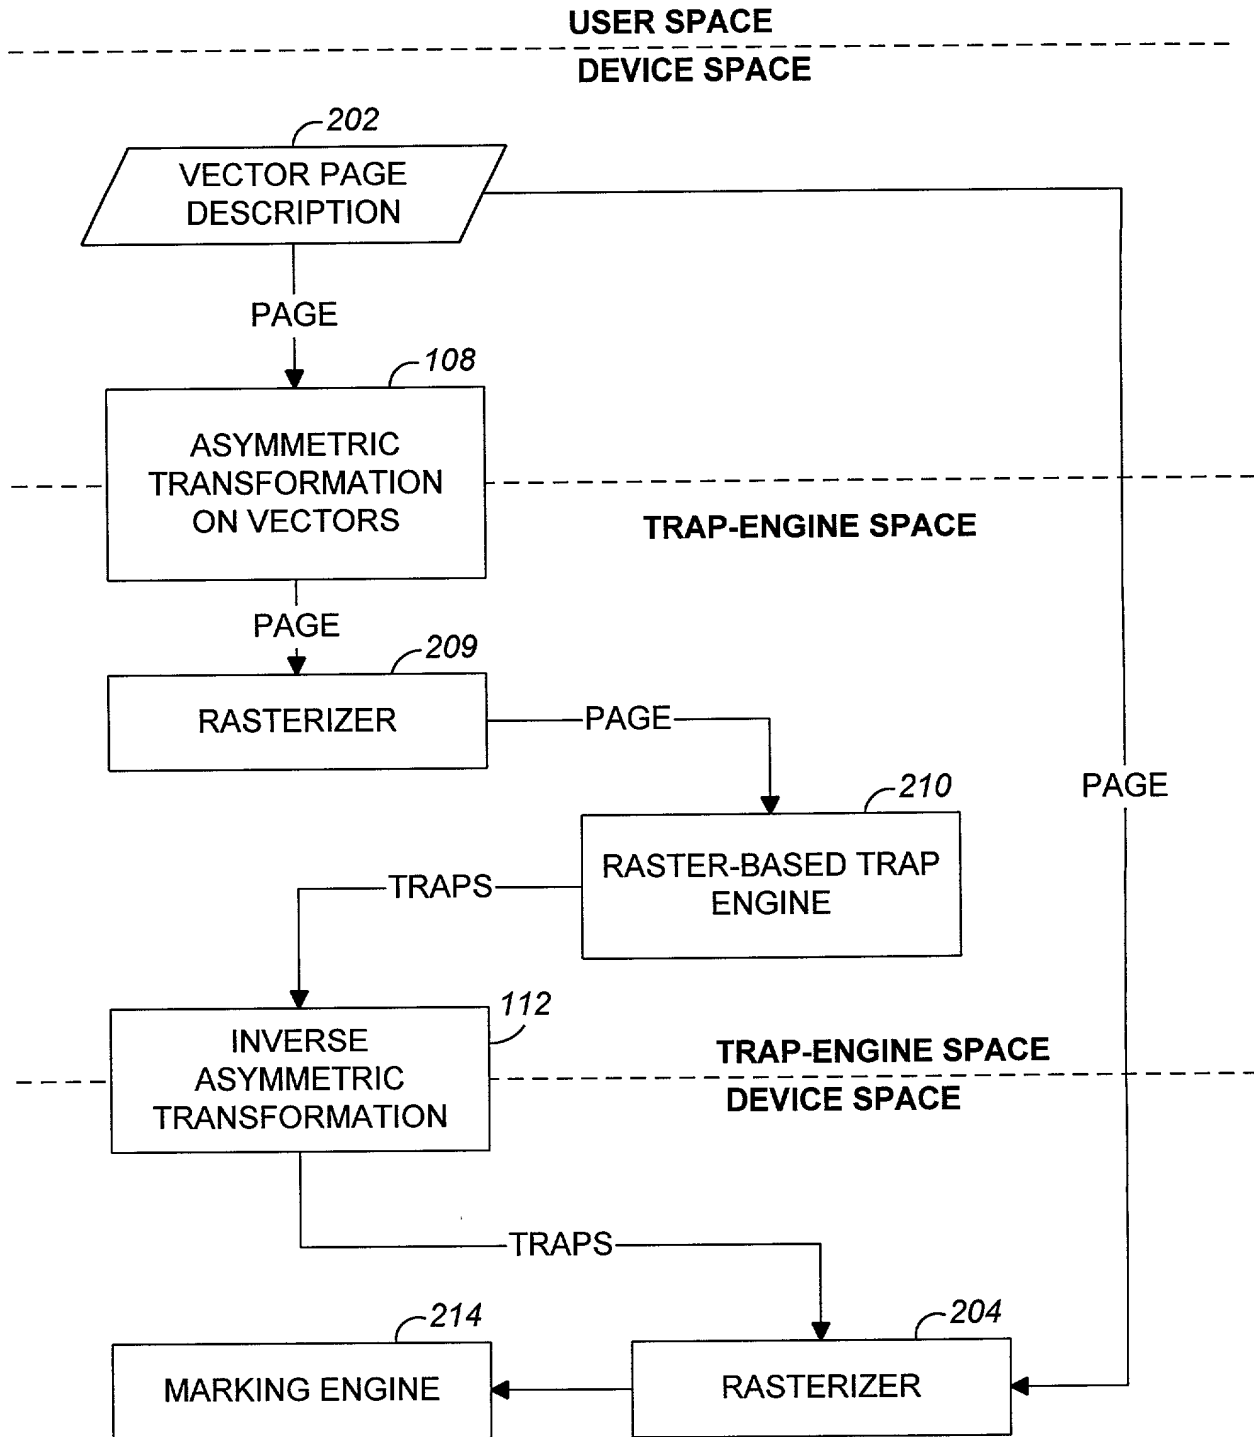 USER SPACE
DEVICE SPACE
202
VECTOR PAGE
DESCRIPTION
PAGE
108
ASYMMETRIC
TRANSFORMATION
ON VECTORS
TRAP-ENGINE SPACE
PAGE
209
RASTERIZER
PAGE
PAGE
210
RASTER-BASED TRAP
ENGINE
TRAPS
112
INVERSE
ASYMMETRIC
TRANSFORMATION
TRAP-ENGINE SPACE
DEVICE SPACE
TRAPS
214
MARKING ENGINE
204
RASTERIZER